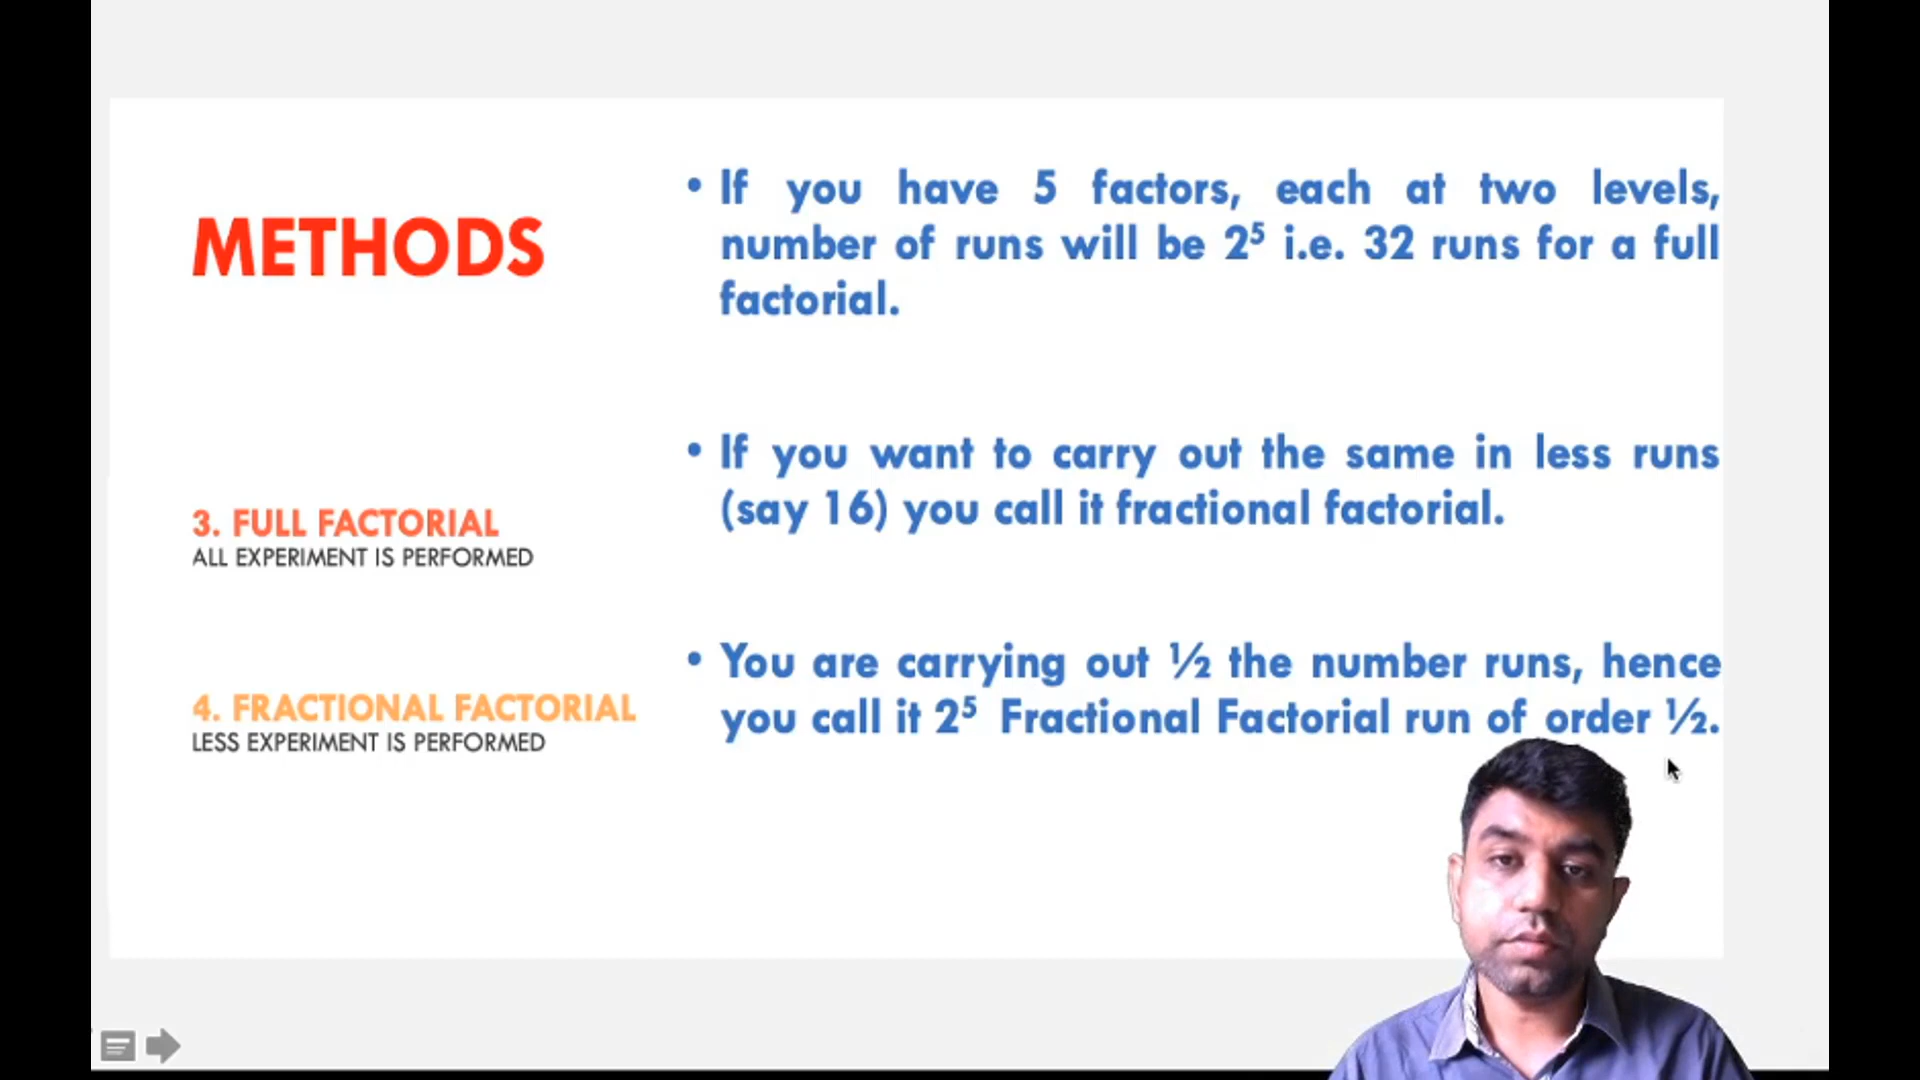 METHODS
3. FULL FACTORIAL
ALL EXPERIMENT IS PERFORMED
4. FRACTIONAL FACTORIAL
LESS EXPERIMENT IS PERFORMED
• If you have 5 factors, each at two levels,
number of runs will be 2⁵ i.e. 32 runs for a full
factorial.
• If you want to carry out the same in less runs
(say 16) you call it fractional factorial.
• You are carrying out ½ the number runs, hence
you call it 2⁵ Fractional Factorial run of order ½.